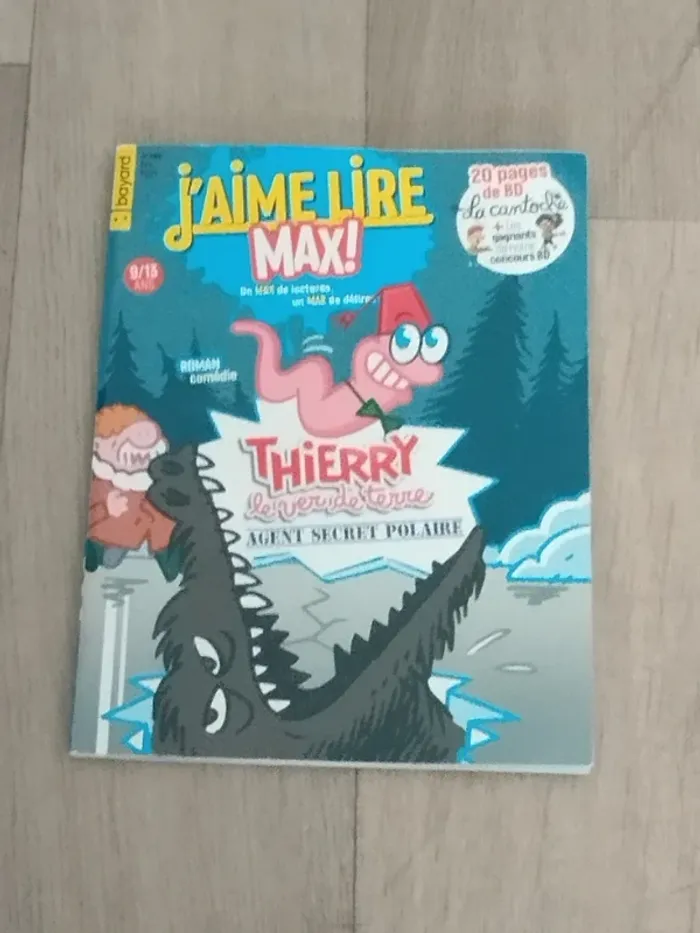 bayard
J'AIME LIRE
MAX!
Un MAX de lectures,
un MAX de délires!
9/13
ANS
20 pages
de BD
La cantoche
+ Les
gagnants
concours BD
ROMAN
comédie
THiERRY
le ver de terre
AGENT SECRET POLAIRE